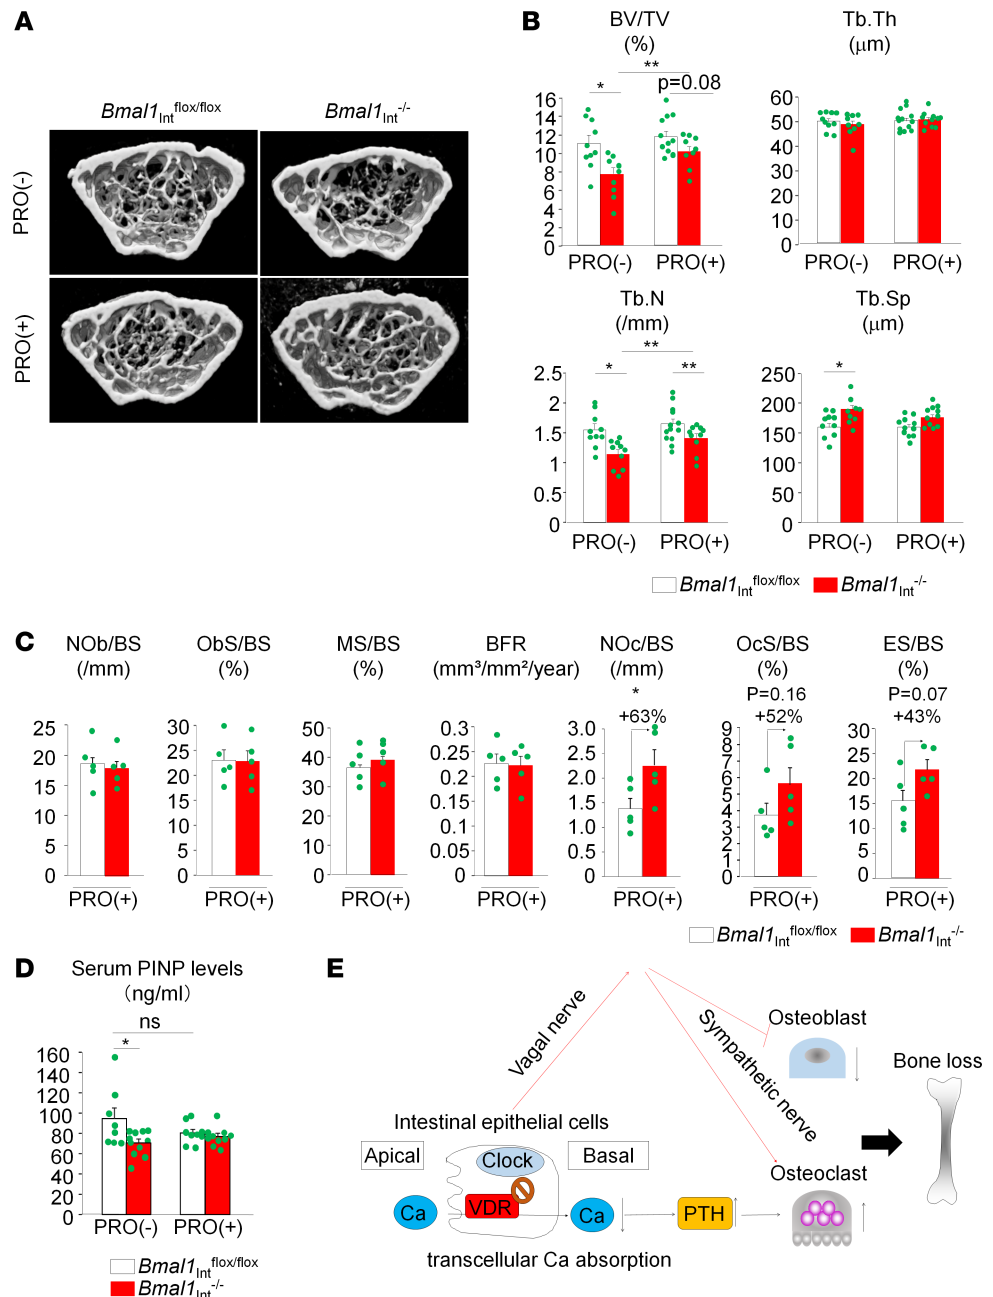 A
Bmal1Intflox/flox
Bmal1Int-/-
PRO(-)
PRO(+)
B
BV/TV
(%)
**
*
p=0.08
16
14
12
10
8
6
4
2
0
PRO(-)
PRO(+)
Tb.Th
(μm)
60
50
40
30
20
10
0
PRO(-)
PRO(+)
Tb.N
(/mm)
**
*
**
2.5
2
1.5
1
0.5
0
PRO(-)
PRO(+)
Tb.Sp
(μm)
*
250
200
150
100
50
0
PRO(-)
PRO(+)
Bmal1Intflox/flox
Bmal1Int-/-
C
NOb/BS
(/mm)
25
20
15
10
5
0
PRO(+)
ObS/BS
(%)
30
25
20
15
10
5
0
PRO(+)
MS/BS
(%)
50
40
30
20
10
0
PRO(+)
BFR
(mm³/mm²/year)
0.3
0.25
0.2
0.15
0.1
0.05
0
PRO(+)
NOc/BS
(/mm)
*
+63%
3.0
2.5
2.0
1.5
1.0
0.5
0
PRO(+)
OcS/BS
(%)
P=0.16
+52%
9
8
7
6
5
4
3
2
1
0
PRO(+)
ES/BS
(%)
P=0.07
+43%
30
25
20
15
10
5
0
PRO(+)
Bmal1Intflox/flox
Bmal1Int-/-
D
Serum PINP levels
(ng/ml)
ns
*
160
140
120
100
80
60
40
20
0
PRO(-)
PRO(+)
Bmal1Intflox/flox
Bmal1Int-/-
E
Vagal nerve
Sympathetic nerve
Osteoblast
Bone loss
Intestinal epithelial cells
Apical
Clock
Basal
Osteoclast
Ca
VDR
Ca
PTH
transcellular Ca absorption